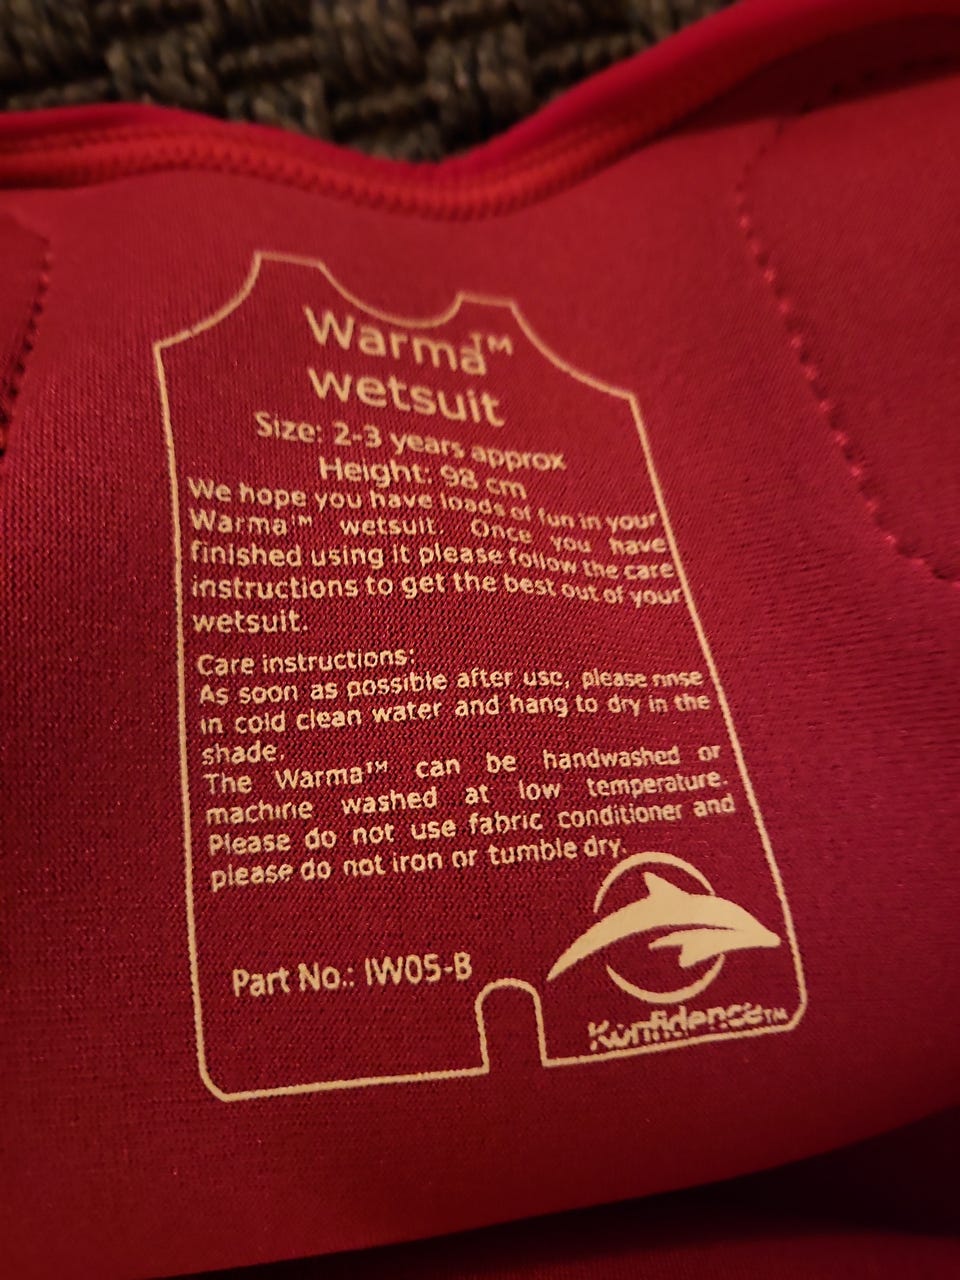 Warma™
wetsuit
Size: 2-3 years approx
Height: 98 cm
We hope you have loads of fun in your
Warma™ wetsuit. Once you have
finished using it please follow the care
instructions to get the best out of your
wetsuit.
Care instructions:
As soon as possible after use, please rinse
in cold clean water and hang to dry in the
shade.
The Warma™ can be handwashed or
machine washed at low temperature.
Please do not use fabric conditioner and
please do not iron or tumble dry.
Part No.: IW05-B
Konfidence™